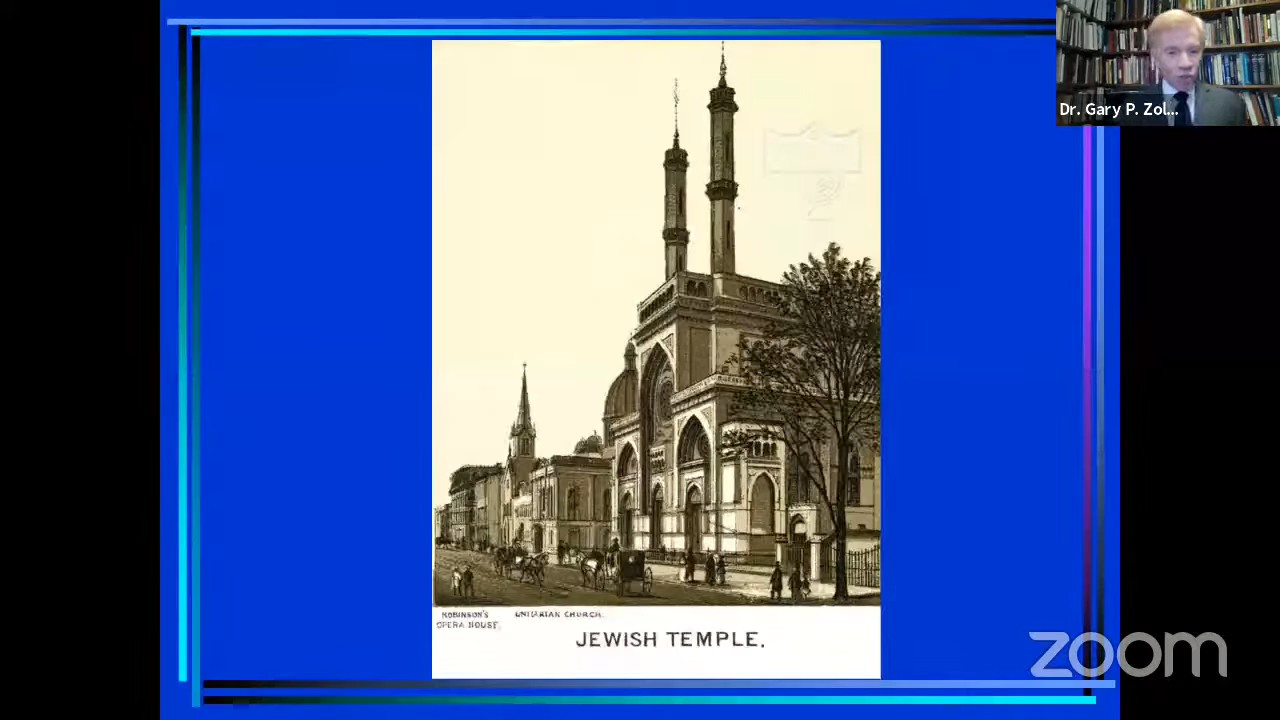 Dr. Gary P. Zol...
ROBINSON'S
OPERA HOUSE.
UNITARIAN CHURCH.
JEWISH TEMPLE.
zoom